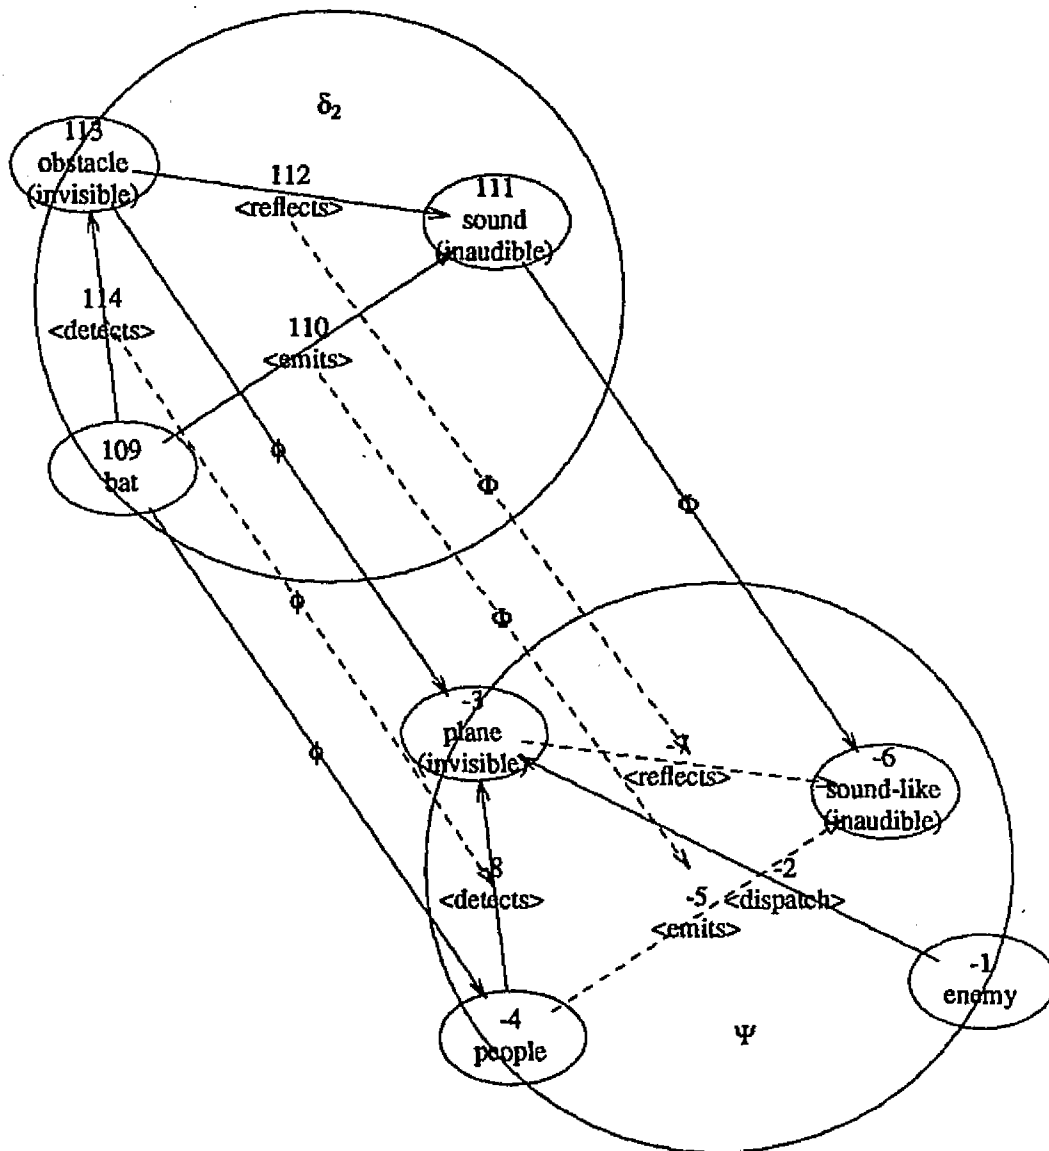 δ₂
113
obstacle
(invisible)
112
<reflects>
111
sound
(inaudible)
114
<detects>
110
<emits>
109
bat
ϕ
Φ
Φ
ϕ
Φ
ϕ
-3
plane
(invisible)
-7
<reflects>
-6
sound-like
(inaudible)
-8
<detects>
-2
<dispatch>
-5
<emits>
-1
enemy
-4
people
Ψ